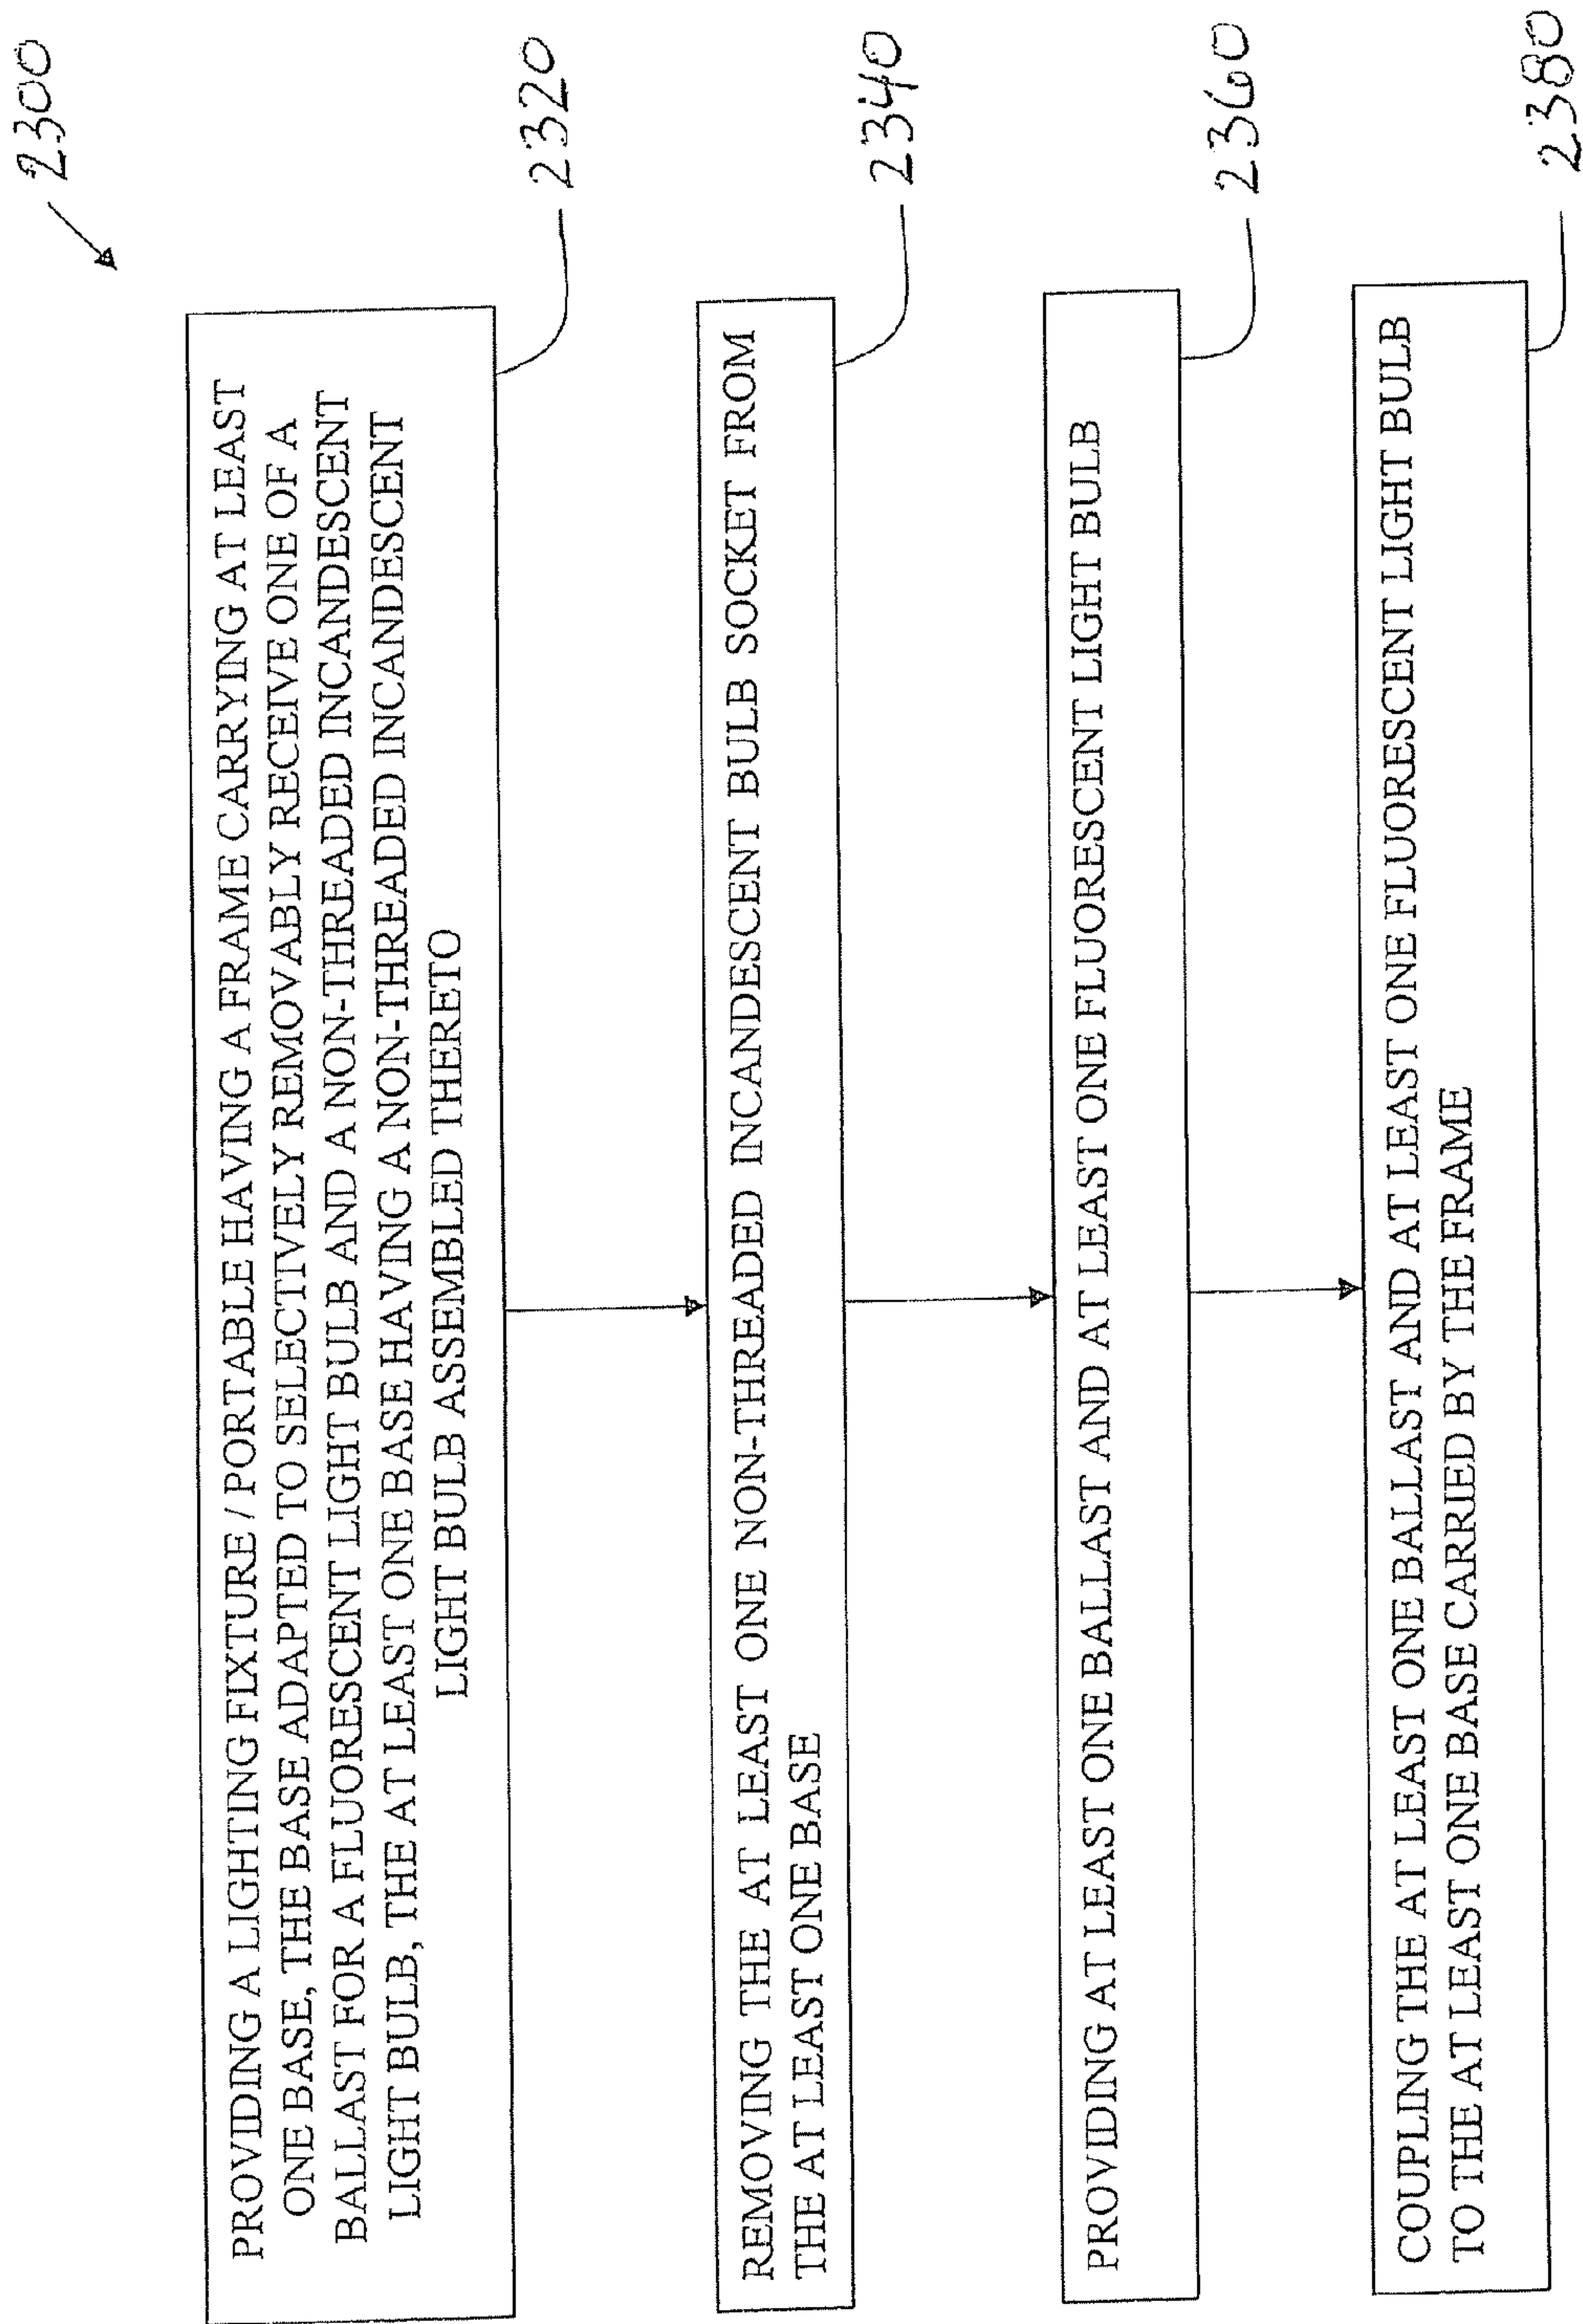 2300
PROVIDING A LIGHTING FIXTURE / PORTABLE HAVING A FRAME CARRYING AT LEAST
ONE BASE, THE BASE ADAPTED TO SELECTIVELY REMOVABLY RECEIVE ONE OF A
BALLAST FOR A FLUORESCENT LIGHT BULB AND A NON-THREADED INCANDESCENT
LIGHT BULB, THE AT LEAST ONE BASE HAVING A NON-THREADED INCANDESCENT
LIGHT BULB ASSEMBLED THERETO
2320
REMOVING THE AT LEAST ONE NON-THREADED INCANDESCENT BULB SOCKET FROM
THE AT LEAST ONE BASE
2340
PROVIDING AT LEAST ONE BALLAST AND AT LEAST ONE FLUORESCENT LIGHT BULB
2360
COUPLING THE AT LEAST ONE BALLAST AND AT LEAST ONE FLUORESCENT LIGHT BULB
TO THE AT LEAST ONE BASE CARRIED BY THE FRAME
2380